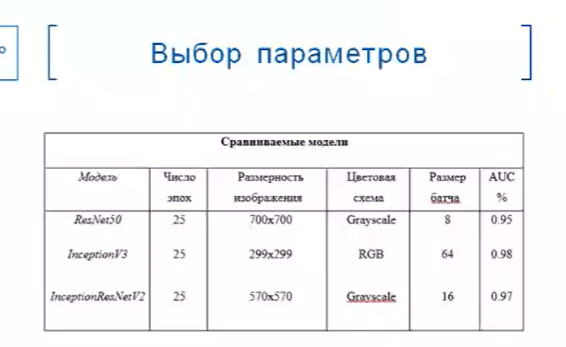 Выбор параметров
Сравниваемые модели
Модель Число эпох Размерность изображения Цветовая схема Размер батча AUC %
ResNet50 25 700x700 Grayscale 8 0.95
InceptionV3 25 299x299 RGB 64 0.98
InceptionResNetV2 25 570x570 Grayscale 16 0.97